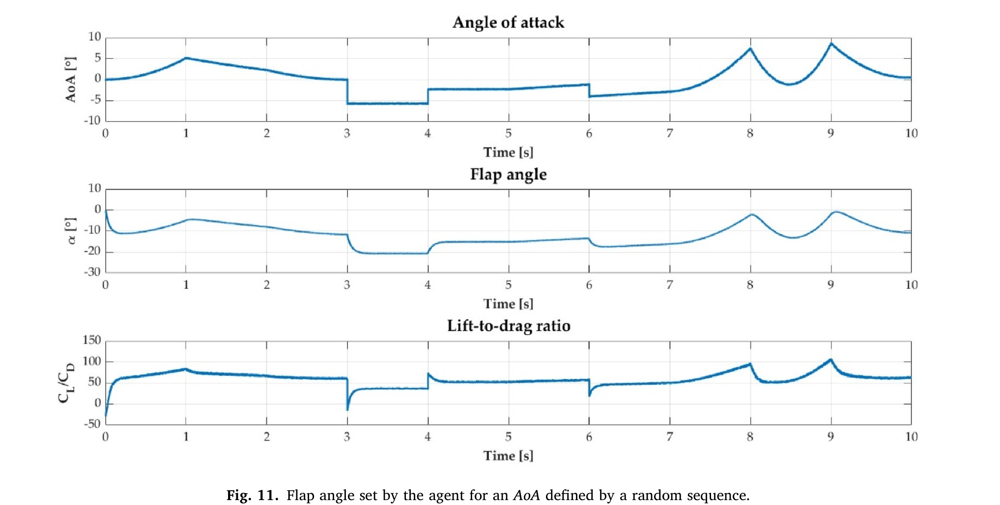 Angle of attack
10
5
0
-5
-10
AoA [°]
0 1 2 3 4 5 6 7 8 9 10
Time [s]
Flap angle
10
0
-10
-20
-30
α [°]
0 1 2 3 4 5 6 7 8 9 10
Time [s]
Lift-to-drag ratio
150
100
50
0
-50
C_L/C_D
0 1 2 3 4 5 6 7 8 9 10
Time [s]
Fig. 11. Flap angle set by the agent for an AoA defined by a random sequence.